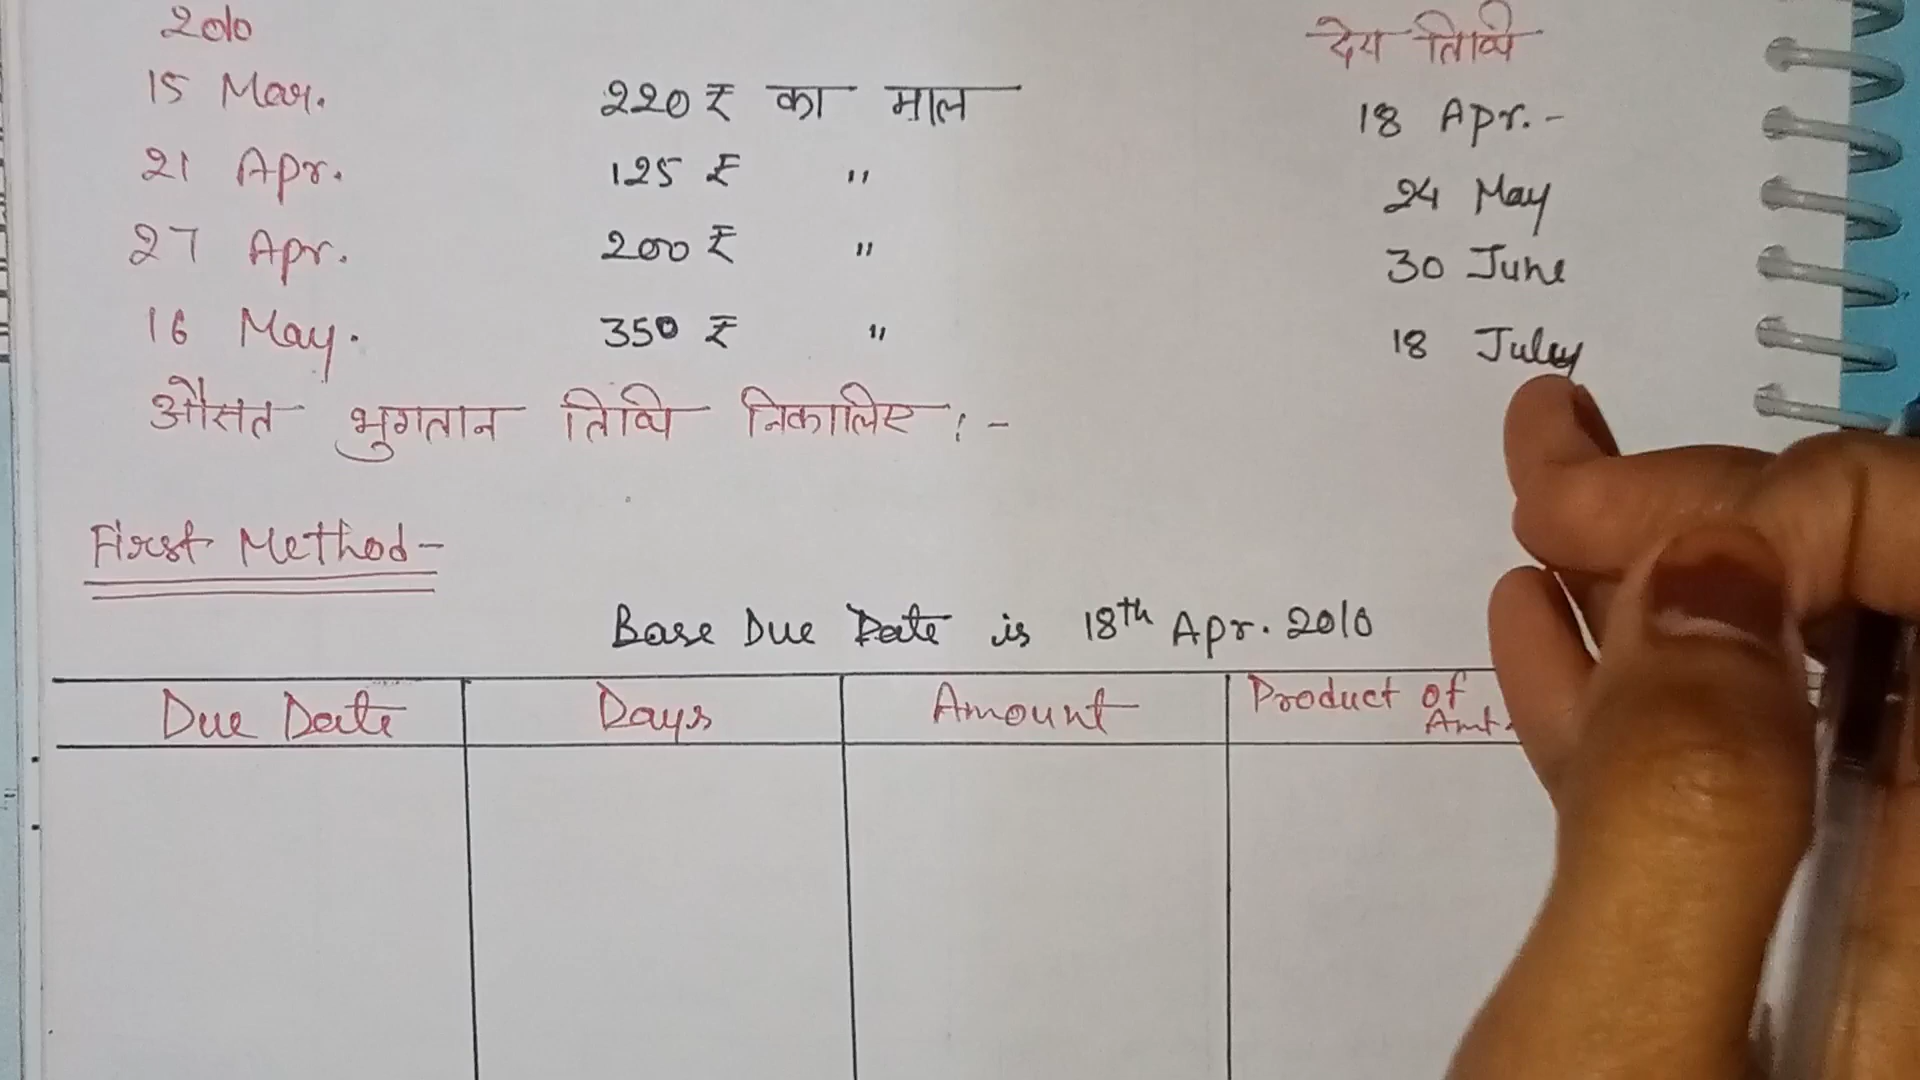 2010 देय तिथि
15 Mar. 220 ₹ का माल 18 Apr. -
21 Apr. 125 ₹ " 24 May
27 Apr. 200 ₹ " 30 June
16 May. 350 ₹ " 18 July
औसत भुगतान तिथि निकालिए : -
First Method -
Base Due Date is 18th Apr. 2010
Due Date Days Amount Product of
Amt.